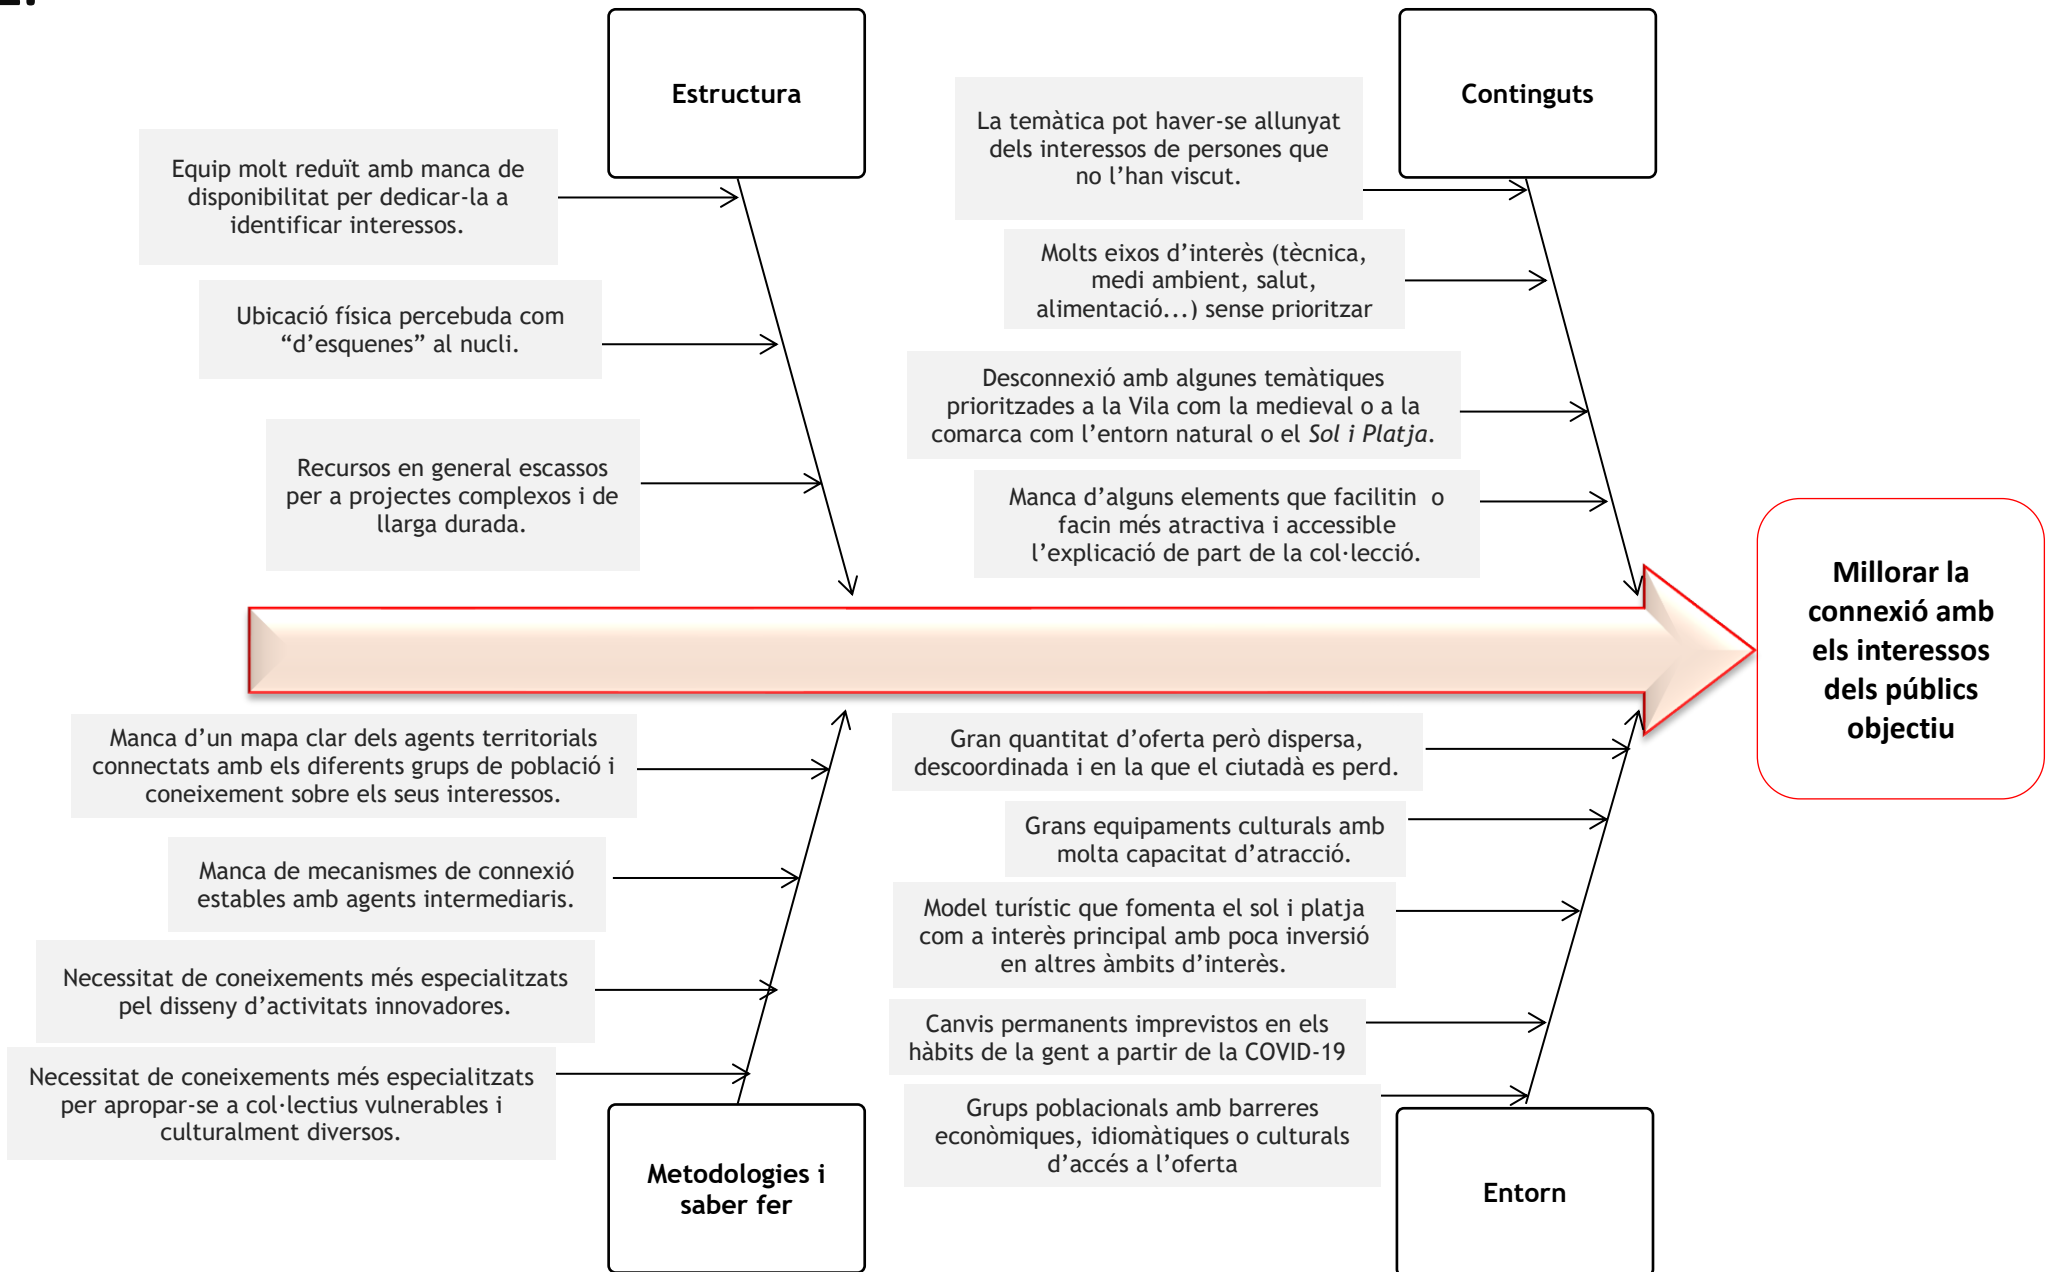 Estructura
Equip molt reduït amb manca de
disponibilitat per dedicar-la a
identificar interessos.
Ubicació física percebuda com
“d’esquenes” al nucli.
Recursos en general escassos
per a projectes complexos i de
llarga durada.
Continguts
La temàtica pot haver-se allunyat
dels interessos de persones que
no l’han viscut.
Molts eixos d’interès (tècnica,
medi ambient, salut,
alimentació...) sense prioritzar
Desconnexió amb algunes temàtiques
prioritzades a la Vila com la medieval o a la
comarca com l’entorn natural o el Sol i Platja.
Manca d’alguns elements que facilitin o
facin més atractiva i accessible
l’explicació de part de la col·lecció.
Millorar la
connexió amb
els interessos
dels públics
objectiu
Manca d’un mapa clar dels agents territorials
connectats amb els diferents grups de població i
coneixement sobre els seus interessos.
Manca de mecanismes de connexió
estables amb agents intermediaris.
Necessitat de coneixements més especialitzats
pel disseny d’activitats innovadores.
Necessitat de coneixements més especialitzats
per apropar-se a col·lectius vulnerables i
culturalment diversos.
Metodologies i
saber fer
Gran quantitat d’oferta però dispersa,
descoordinada i en la que el ciutadà es perd.
Grans equipaments culturals amb
molta capacitat d’atracció.
Model turístic que fomenta el sol i platja
com a interès principal amb poca inversió
en altres àmbits d’interès.
Canvis permanents imprevistos en els
hàbits de la gent a partir de la COVID-19
Grups poblacionals amb barreres
econòmiques, idiomàtiques o culturals
d’accés a l’oferta
Entorn